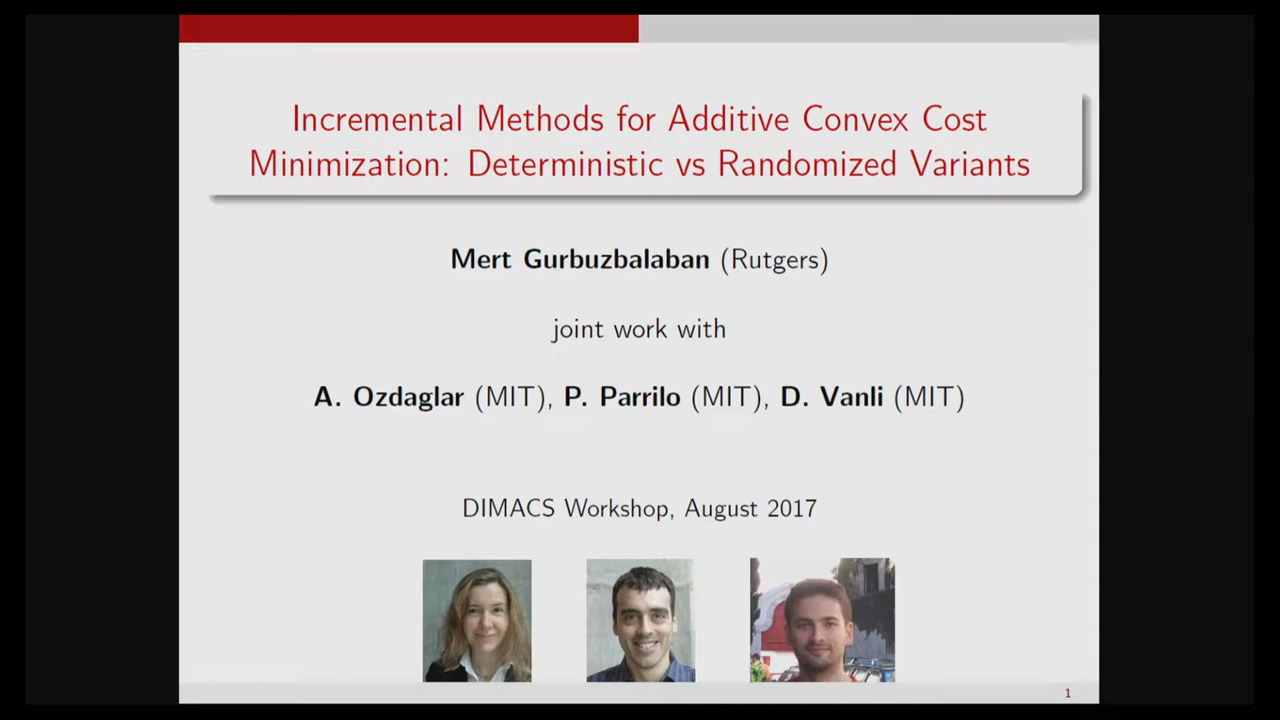 Incremental Methods for Additive Convex Cost
Minimization: Deterministic vs Randomized Variants
Mert Gurbuzbalaban (Rutgers)
joint work with
A. Ozdaglar (MIT), P. Parrilo (MIT), D. Vanli (MIT)
DIMACS Workshop, August 2017
1